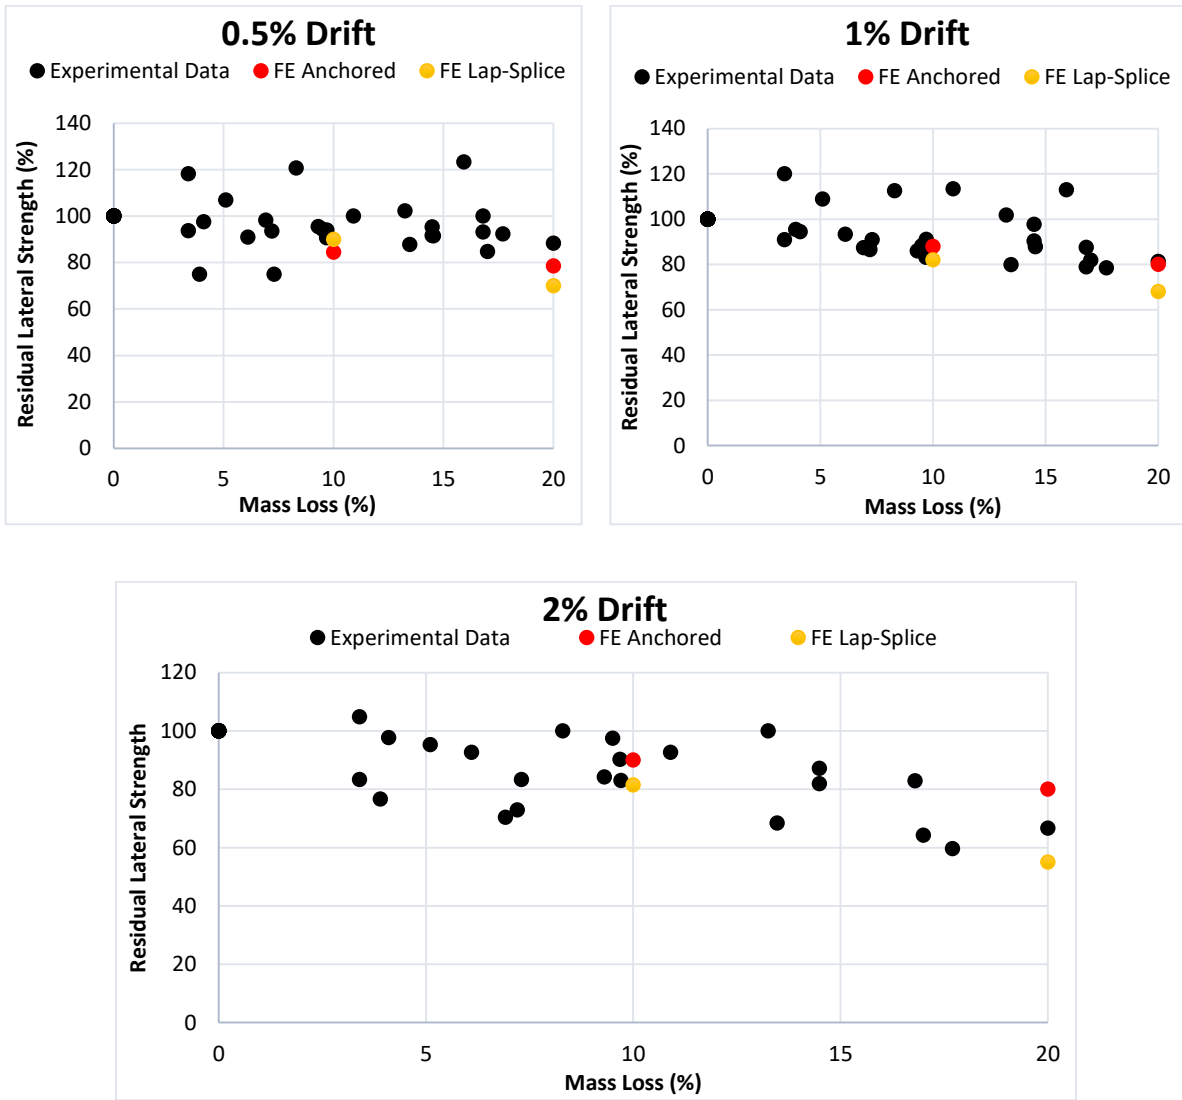 0.5% Drift
Experimental Data FE Anchored FE Lap-Splice
Residual Lateral Strength (%)
140
120
100
80
60
40
20
0
0 5 10 15 20
Mass Loss (%)
1% Drift
Experimental Data FE Anchored FE Lap-Splice
Residual Lateral Strength (%)
140
120
100
80
60
40
20
0
0 5 10 15 20
Mass Loss (%)
2% Drift
Experimental Data FE Anchored FE Lap-Splice
Residual Lateral Strength
120
100
80
60
40
20
0
0 5 10 15 20
Mass Loss (%)